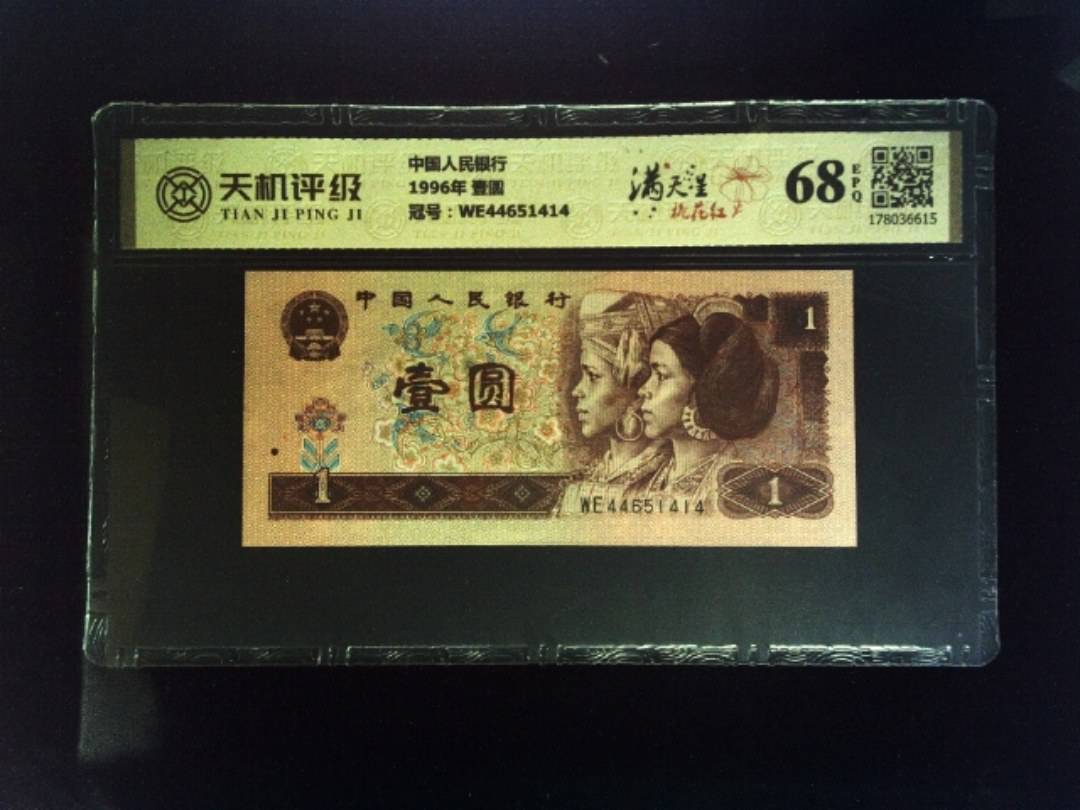 天机评级
TIAN JI PING JI
中国人民银行
1996年 壹圆
冠号：WE44651414
满天星
桃花红
68
EPQ
178036615
中国人民银行
1
壹圆
1
WE44651414
1